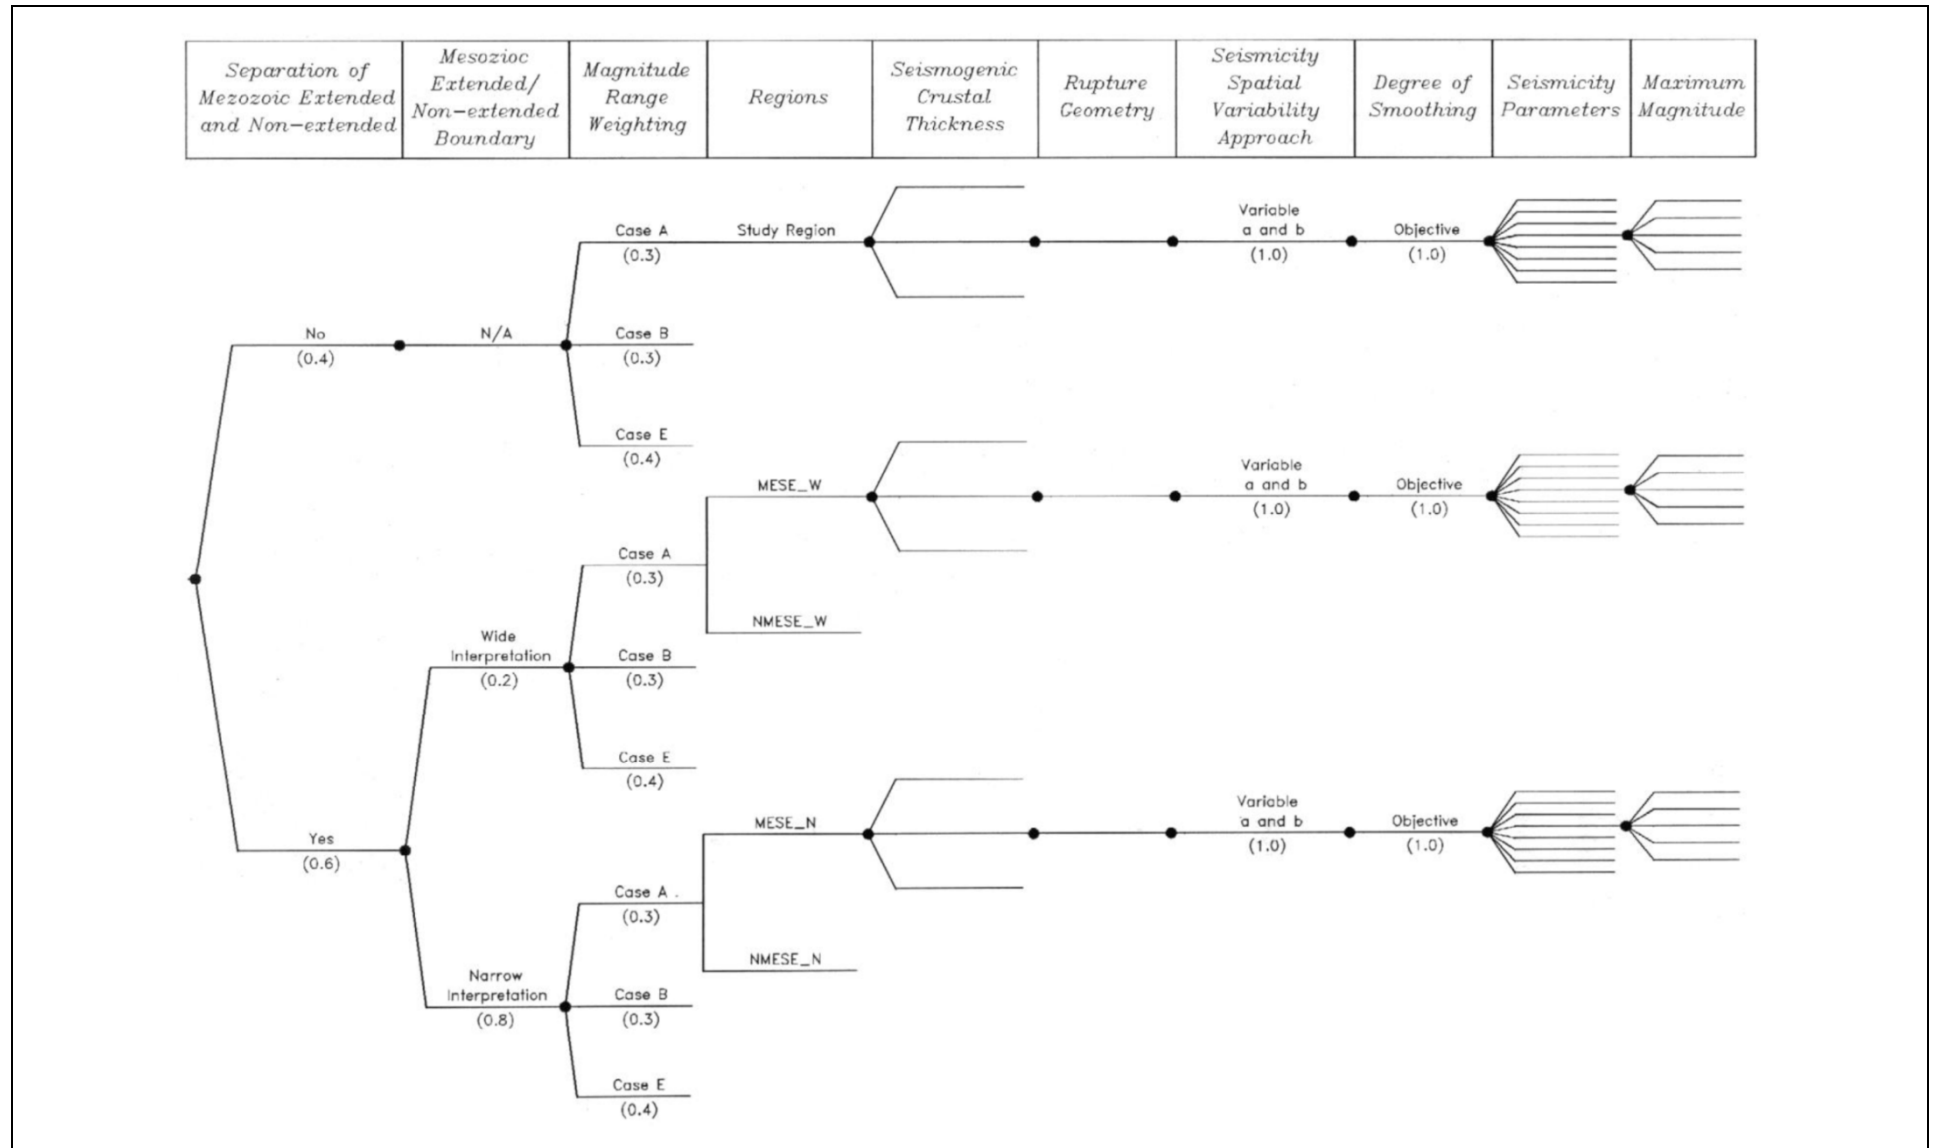 Separation of
Mezozoic Extended
and Non-extended
Mesozioc
Extended/
Non-extended
Boundary
Magnitude
Range
Weighting
Regions
Seismogenic
Crustal
Thickness
Rupture
Geometry
Seismicity
Spatial
Variability
Approach
Degree of
Smoothing
Seismicity
Parameters
Maximum
Magnitude
No
(0.4)
N/A
Case A
(0.3)
Study Region
Variable
a and b
(1.0)
Objective
(1.0)
Case B
(0.3)
Case E
(0.4)
Yes
(0.6)
Wide
Interpretation
(0.2)
Case A
(0.3)
MESE_W
Variable
a and b
(1.0)
Objective
(1.0)
NMESE_W
Case B
(0.3)
Case E
(0.4)
Narrow
Interpretation
(0.8)
Case A
(0.3)
MESE_N
Variable
a and b
(1.0)
Objective
(1.0)
NMESE_N
Case B
(0.3)
Case E
(0.4)